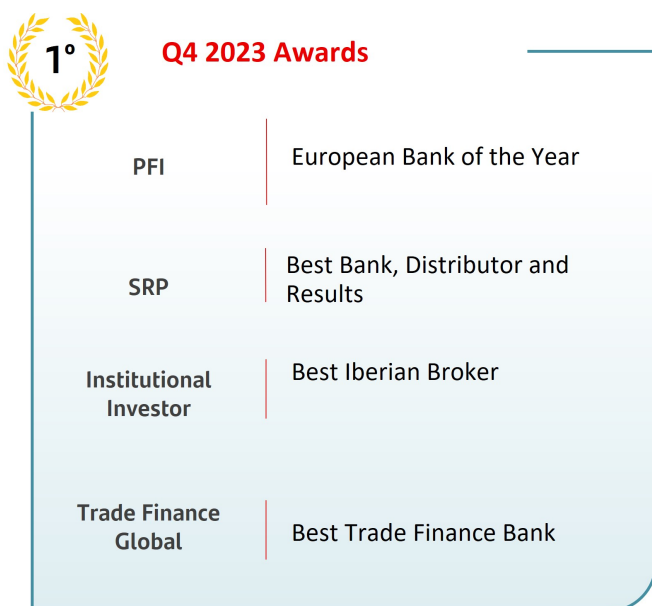 1°
Q4 2023 Awards
PFI
European Bank of the Year
SRP
Best Bank, Distributor and
Results
Institutional
Investor
Best Iberian Broker
Trade Finance
Global
Best Trade Finance Bank